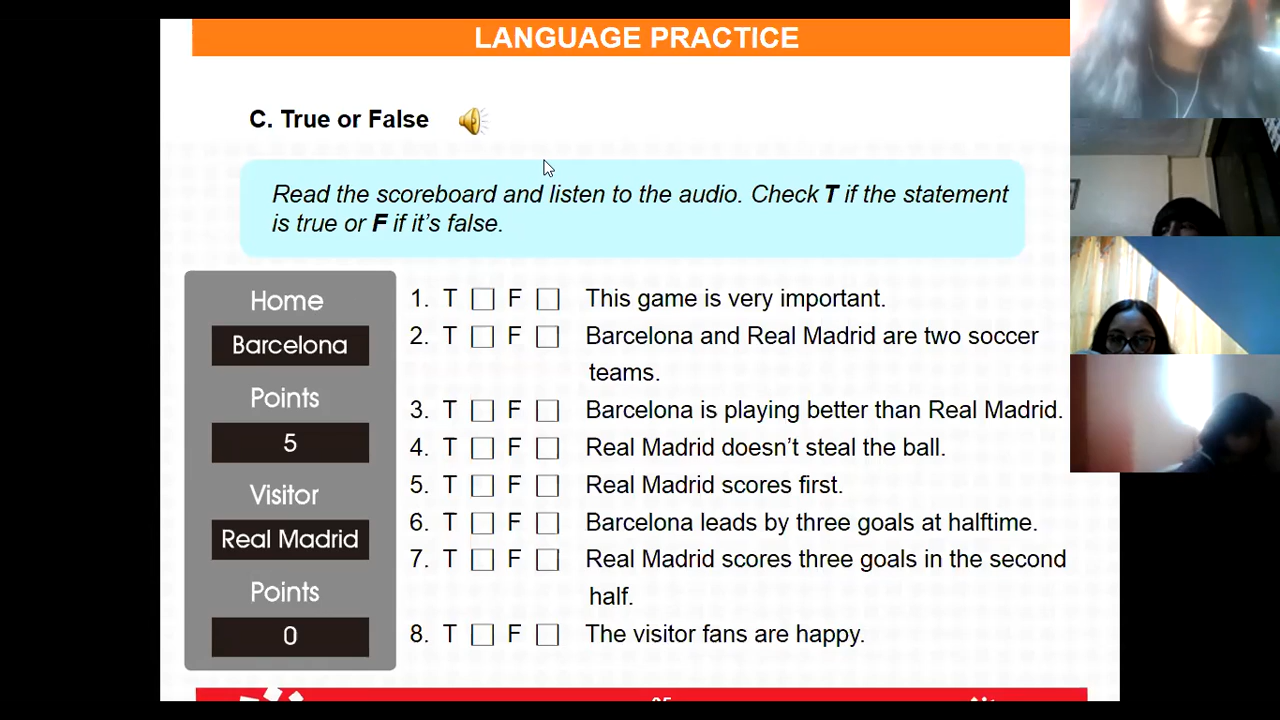 LANGUAGE PRACTICE
C. True or False
Read the scoreboard and listen to the audio. Check T if the statement
is true or F if it's false.
Home
Barcelona
Points
5
Visitor
Real Madrid
Points
0
1. T F This game is very important.
2. T F Barcelona and Real Madrid are two soccer
teams.
3. T F Barcelona is playing better than Real Madrid.
4. T F Real Madrid doesn't steal the ball.
5. T F Real Madrid scores first.
6. T F Barcelona leads by three goals at halftime.
7. T F Real Madrid scores three goals in the second
half.
8. T F The visitor fans are happy.